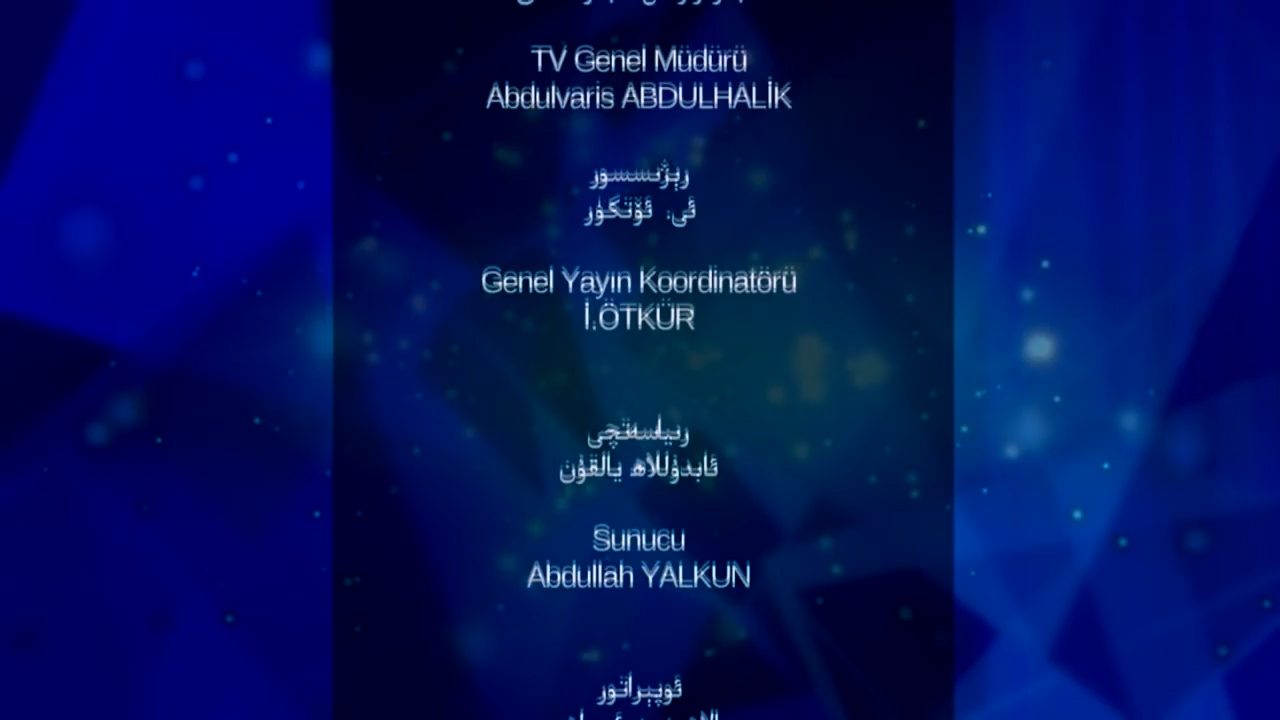 TV Genel Müdürü
Abdulvaris ABDULHALİK
رېژىسسور
ئى. ئۆتكۈر
Genel Yayın Koordinatörü
İ.ÖTKÜR
رىياسەتچى
ئابدۇللاھ يالقۇن
Sunucu
Abdullah YALKUN
ئوپېراتور